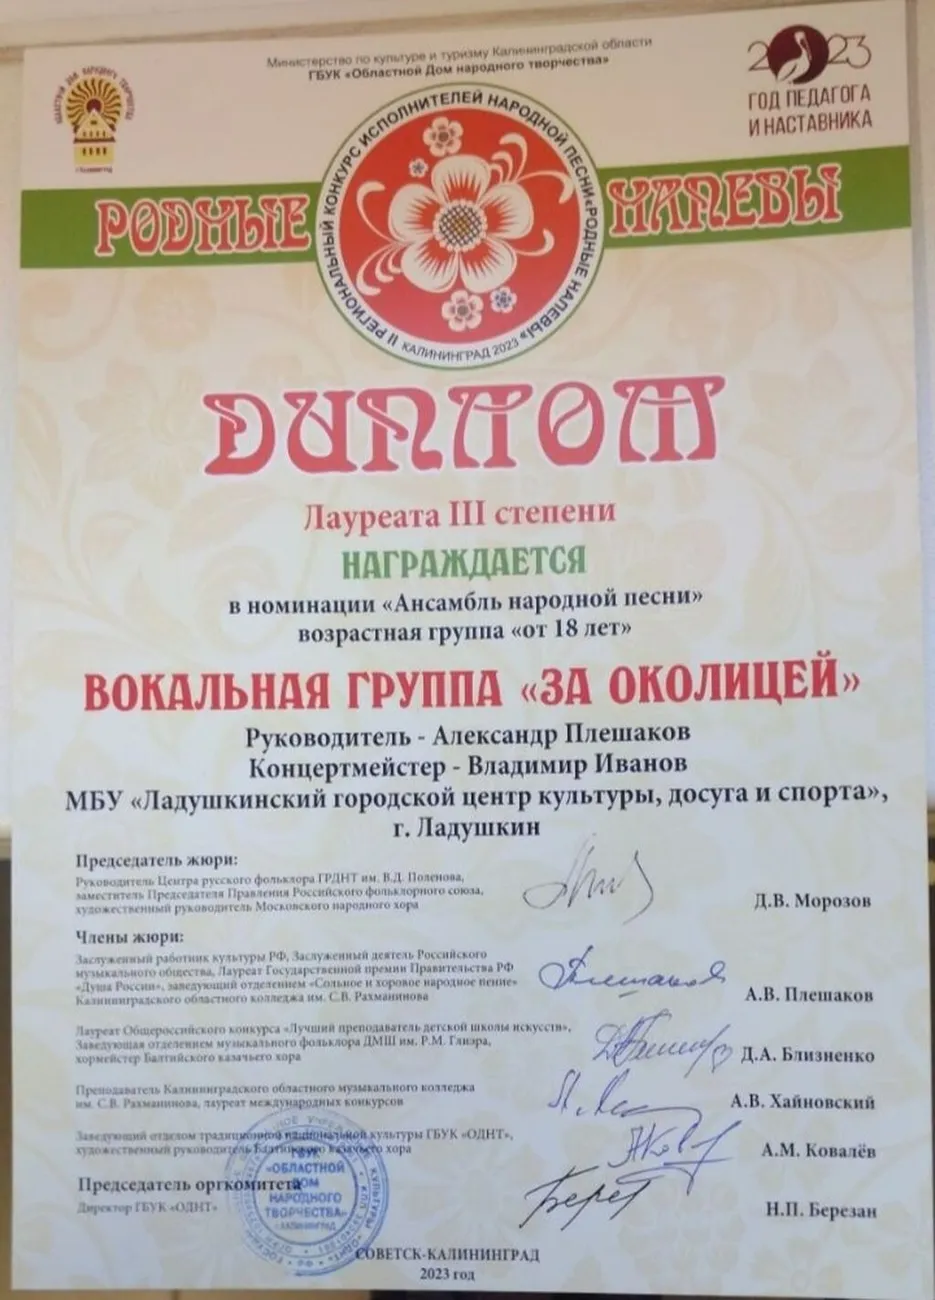 Министерство по культуре и туризму Калининградской области
ГБУК «Областной Дом народного творчества»
ОБЛАСТНОЙ ДОМ НАРОДНОГО ТВОРЧЕСТВА
г.Калининград
2023
ГОД ПЕДАГОГА
И НАСТАВНИКА
РОДНЫЕ НАПЕВЫ
II РЕГИОНАЛЬНЫЙ КОНКУРС ИСПОЛНИТЕЛЕЙ НАРОДНОЙ ПЕСНИ «РОДНЫЕ НАПЕВЫ»
КАЛИНИНГРАД 2023
ДИПЛОМ
Лауреата III степени
НАГРАЖДАЕТСЯ
в номинации «Ансамбль народной песни»
возрастная группа «от 18 лет»
ВОКАЛЬНАЯ ГРУППА «ЗА ОКОЛИЦЕЙ»
Руководитель - Александр Плешаков
Концертмейстер - Владимир Иванов
МБУ «Ладушкинский городской центр культуры, досуга и спорта»,
г. Ладушкин
Председатель жюри:
Руководитель Центра русского фольклора ГРДНТ им. В.Д. Поленова,
заместитель Председателя Правления Российского фольклорного союза,
художественный руководитель Московского народного хора
Д.В. Морозов
Члены жюри:
Заслуженный работник культуры РФ, Заслуженный деятель Российского
музыкального общества, Лауреат Государственной премии Правительства РФ
«Душа России», заведующий отделением «Сольное и хоровое народное пение»
Калининградского областного колледжа им. С.В. Рахманинова
А.В. Плешаков
Лауреат Общероссийского конкурса «Лучший преподаватель детской школы искусств»,
Заведующая отделением музыкального фольклора ДМШ им. Р.М. Глиэра,
хормейстер Балтийского казачьего хора
Д.А. Близненко
Преподаватель Калининградского областного музыкального колледжа
им. С.В. Рахманинова, лауреат международных конкурсов
А.В. Хайновский
Заведующий отделом традиционной национальной культуры ГБУК «ОДНТ»,
художественный руководитель Балтийского казачьего хора
А.М. Ковалёв
Председатель оргкомитета
Директор ГБУК «ОДНТ»
Н.П. Березан
ГБУК
«ОБЛАСТНОЙ
ДОМ
НАРОДНОГО
ТВОРЧЕСТВА»
СОВЕТСК-КАЛИНИНГРАД
2023 год